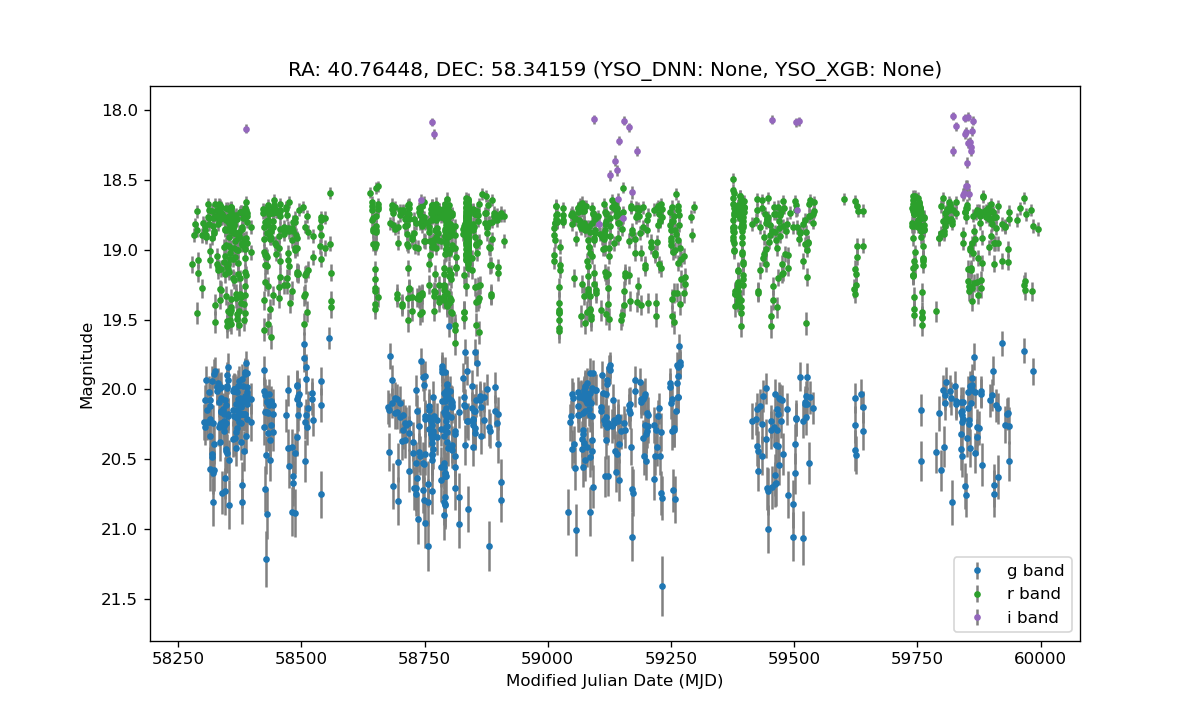 RA: 40.76448, DEC: 58.34159 (YSO_DNN: None, YSO_XGB: None)
18.0
18.5
19.0
19.5
20.0
20.5
21.0
21.5
Magnitude
58250
58500
58750
59000
59250
59500
59750
60000
Modified Julian Date (MJD)
g band
r band
i band